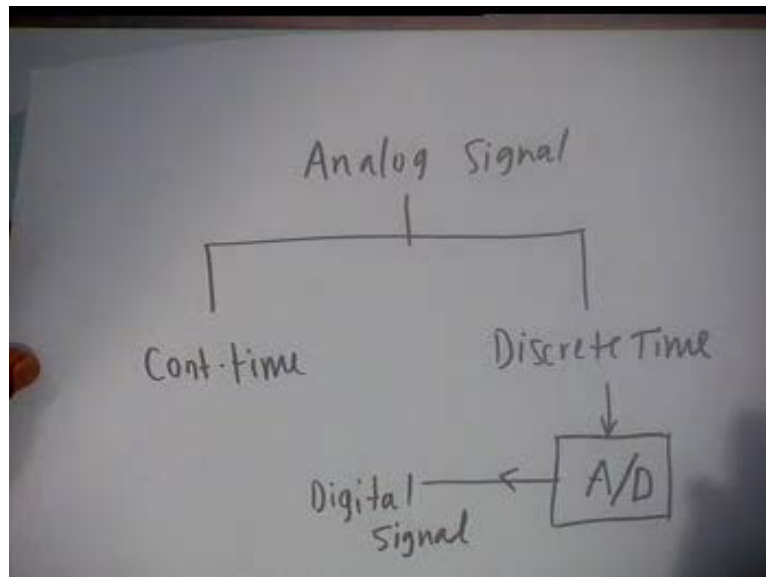 Analog Signal
Cont. time
Discrete Time
A/D
Digital
Signal